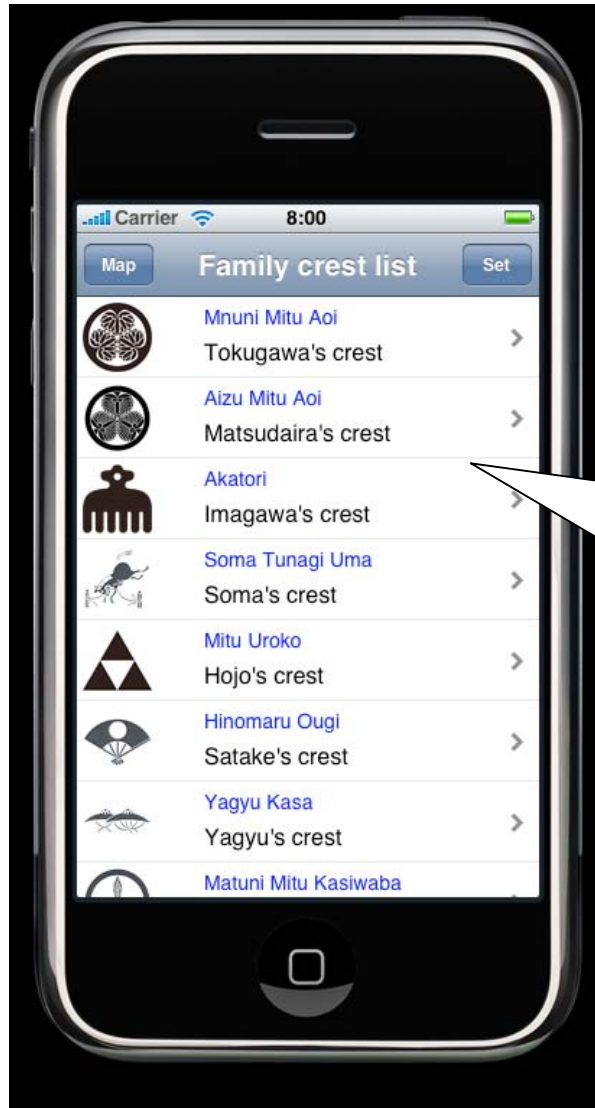 Carrier 8:00
Map Family crest list Set
Mnuni Mitu Aoi
Tokugawa's crest
Aizu Mitu Aoi
Matsudaira's crest
Akatori
Imagawa's crest
Soma Tunagi Uma
Soma's crest
Mitu Uroko
Hojo's crest
Hinomaru Ougi
Satake's crest
Yagyu Kasa
Yagyu's crest
Matuni Mitu Kasiwaba